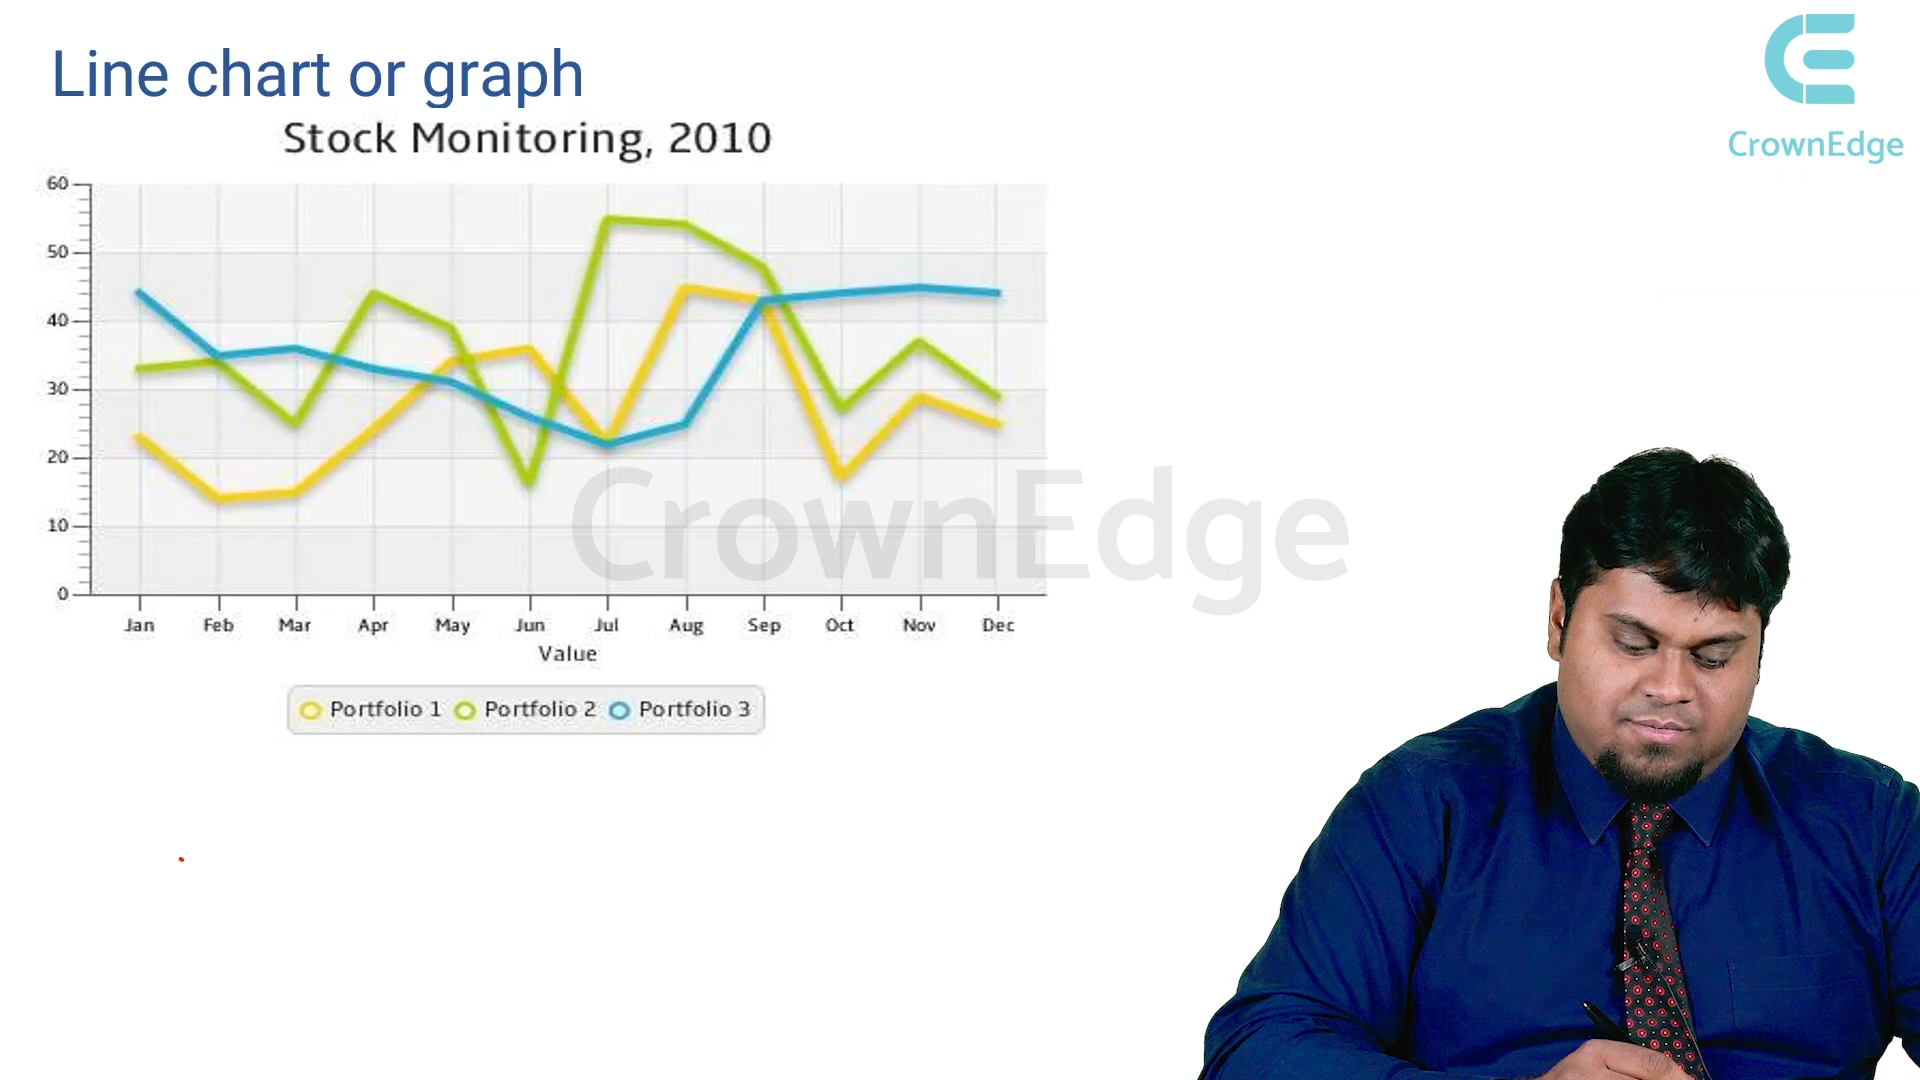 Line chart or graph
CrownEdge
Stock Monitoring, 2010
60
50
40
30
20
10
0
Jan Feb Mar Apr May Jun Jul Aug Sep Oct Nov Dec
Value
Portfolio 1 Portfolio 2 Portfolio 3
CrownEdge